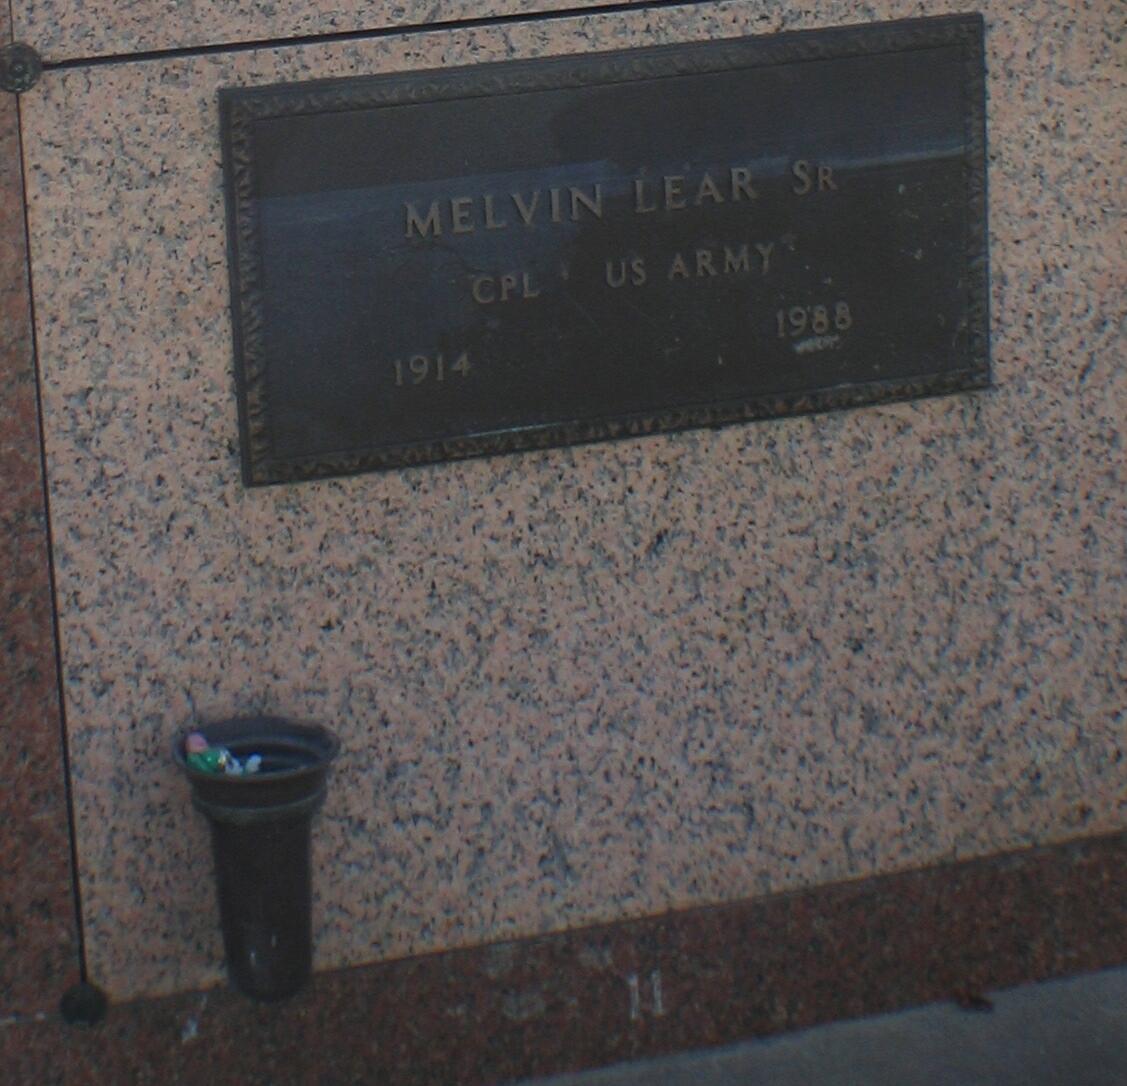 MELVIN LEAR SR
CPL US ARMY
1914 1988
11